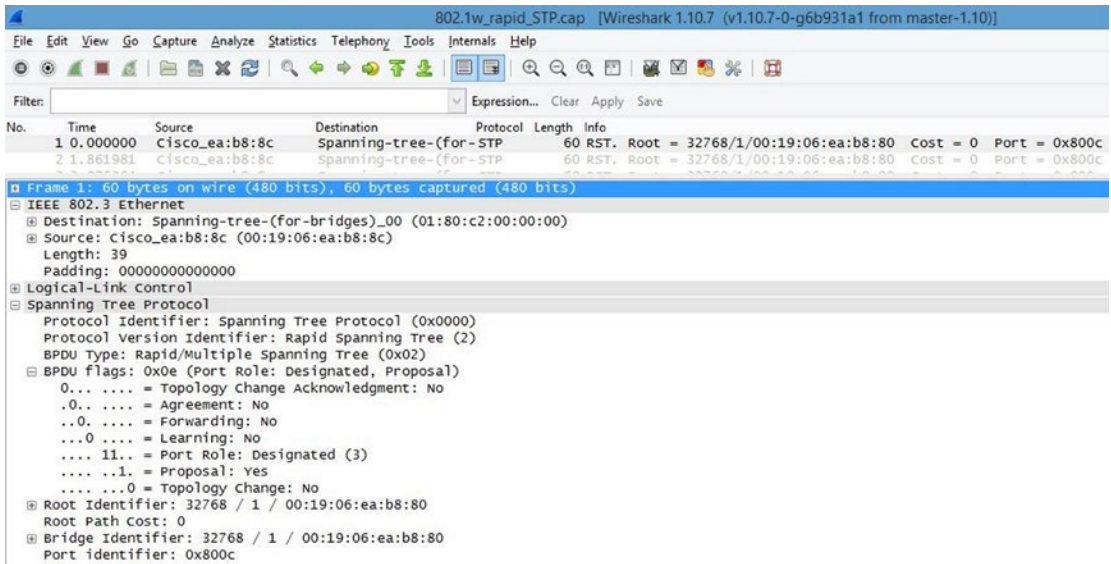 802.1w_rapid_STP.cap [Wireshark 1.10.7 (v1.10.7-0-g6b931a1 from master-1.10)]
File Edit View Go Capture Analyze Statistics Telephony Tools Internals Help
Filter: Expression... Clear Apply Save
No. Time Source Destination Protocol Length Info
1 0.000000 Cisco_ea:b8:8c Spanning-tree-(for- STP 60 RST. Root = 32768/1/00:19:06:ea:b8:80 Cost = 0 Port = 0x800c
2 1.861981 Cisco_ea:b8:8c Spanning-tree-(for- STP 60 RST. Root = 32768/1/00:19:06:ea:b8:80 Cost = 0 Port = 0x800c
Frame 1: 60 bytes on wire (480 bits), 60 bytes captured (480 bits)
IEEE 802.3 Ethernet
Destination: Spanning-tree-(for-bridges)_00 (01:80:c2:00:00:00)
Source: Cisco_ea:b8:8c (00:19:06:ea:b8:8c)
Length: 39
Padding: 00000000000000
Logical-Link Control
Spanning Tree Protocol
Protocol Identifier: Spanning Tree Protocol (0x0000)
Protocol Version Identifier: Rapid Spanning Tree (2)
BPDU Type: Rapid/Multiple Spanning Tree (0x02)
BPDU flags: 0x0e (Port Role: Designated, Proposal)
0... .... = Topology Change Acknowledgment: No
.0.. .... = Agreement: No
..0. .... = Forwarding: No
...0 .... = Learning: No
.... 11.. = Port Role: Designated (3)
.... ..1. = Proposal: Yes
.... ...0 = Topology Change: No
Root Identifier: 32768 / 1 / 00:19:06:ea:b8:80
Root Path Cost: 0
Bridge Identifier: 32768 / 1 / 00:19:06:ea:b8:80
Port identifier: 0x800c